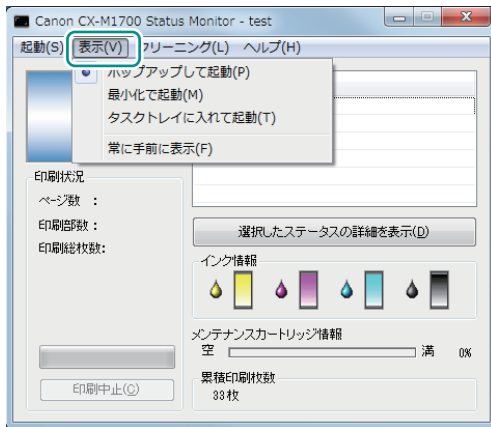 Canon CX-M1700 Status Monitor - test
起動(S) 表示(V) クリーニング(L) ヘルプ(H)
ポップアップして起動(P)
最小化で起動(M)
タスクトレイに入れて起動(T)
常に手前に表示(F)
印刷状況
ページ数 :
印刷部数 :
印刷総枚数:
選択したステータスの詳細を表示(D)
インク情報
メンテナンスカートリッジ情報
空 満 0%
印刷中止(C)
累積印刷枚数
33枚